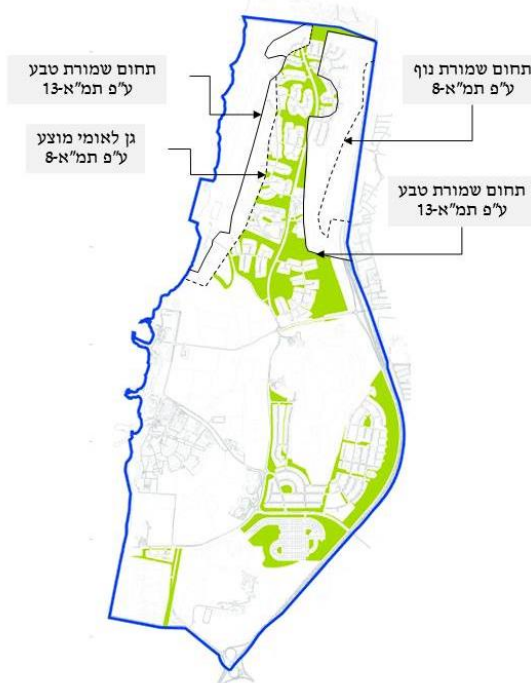 תחום שמורת נוף
ע"פ תמ"א-8
תחום שמורת טבע
ע"פ תמ"א-13
גן לאומי מוצע
ע"פ תמ"א-8
תחום שמורת טבע
ע"פ תמ"א-13